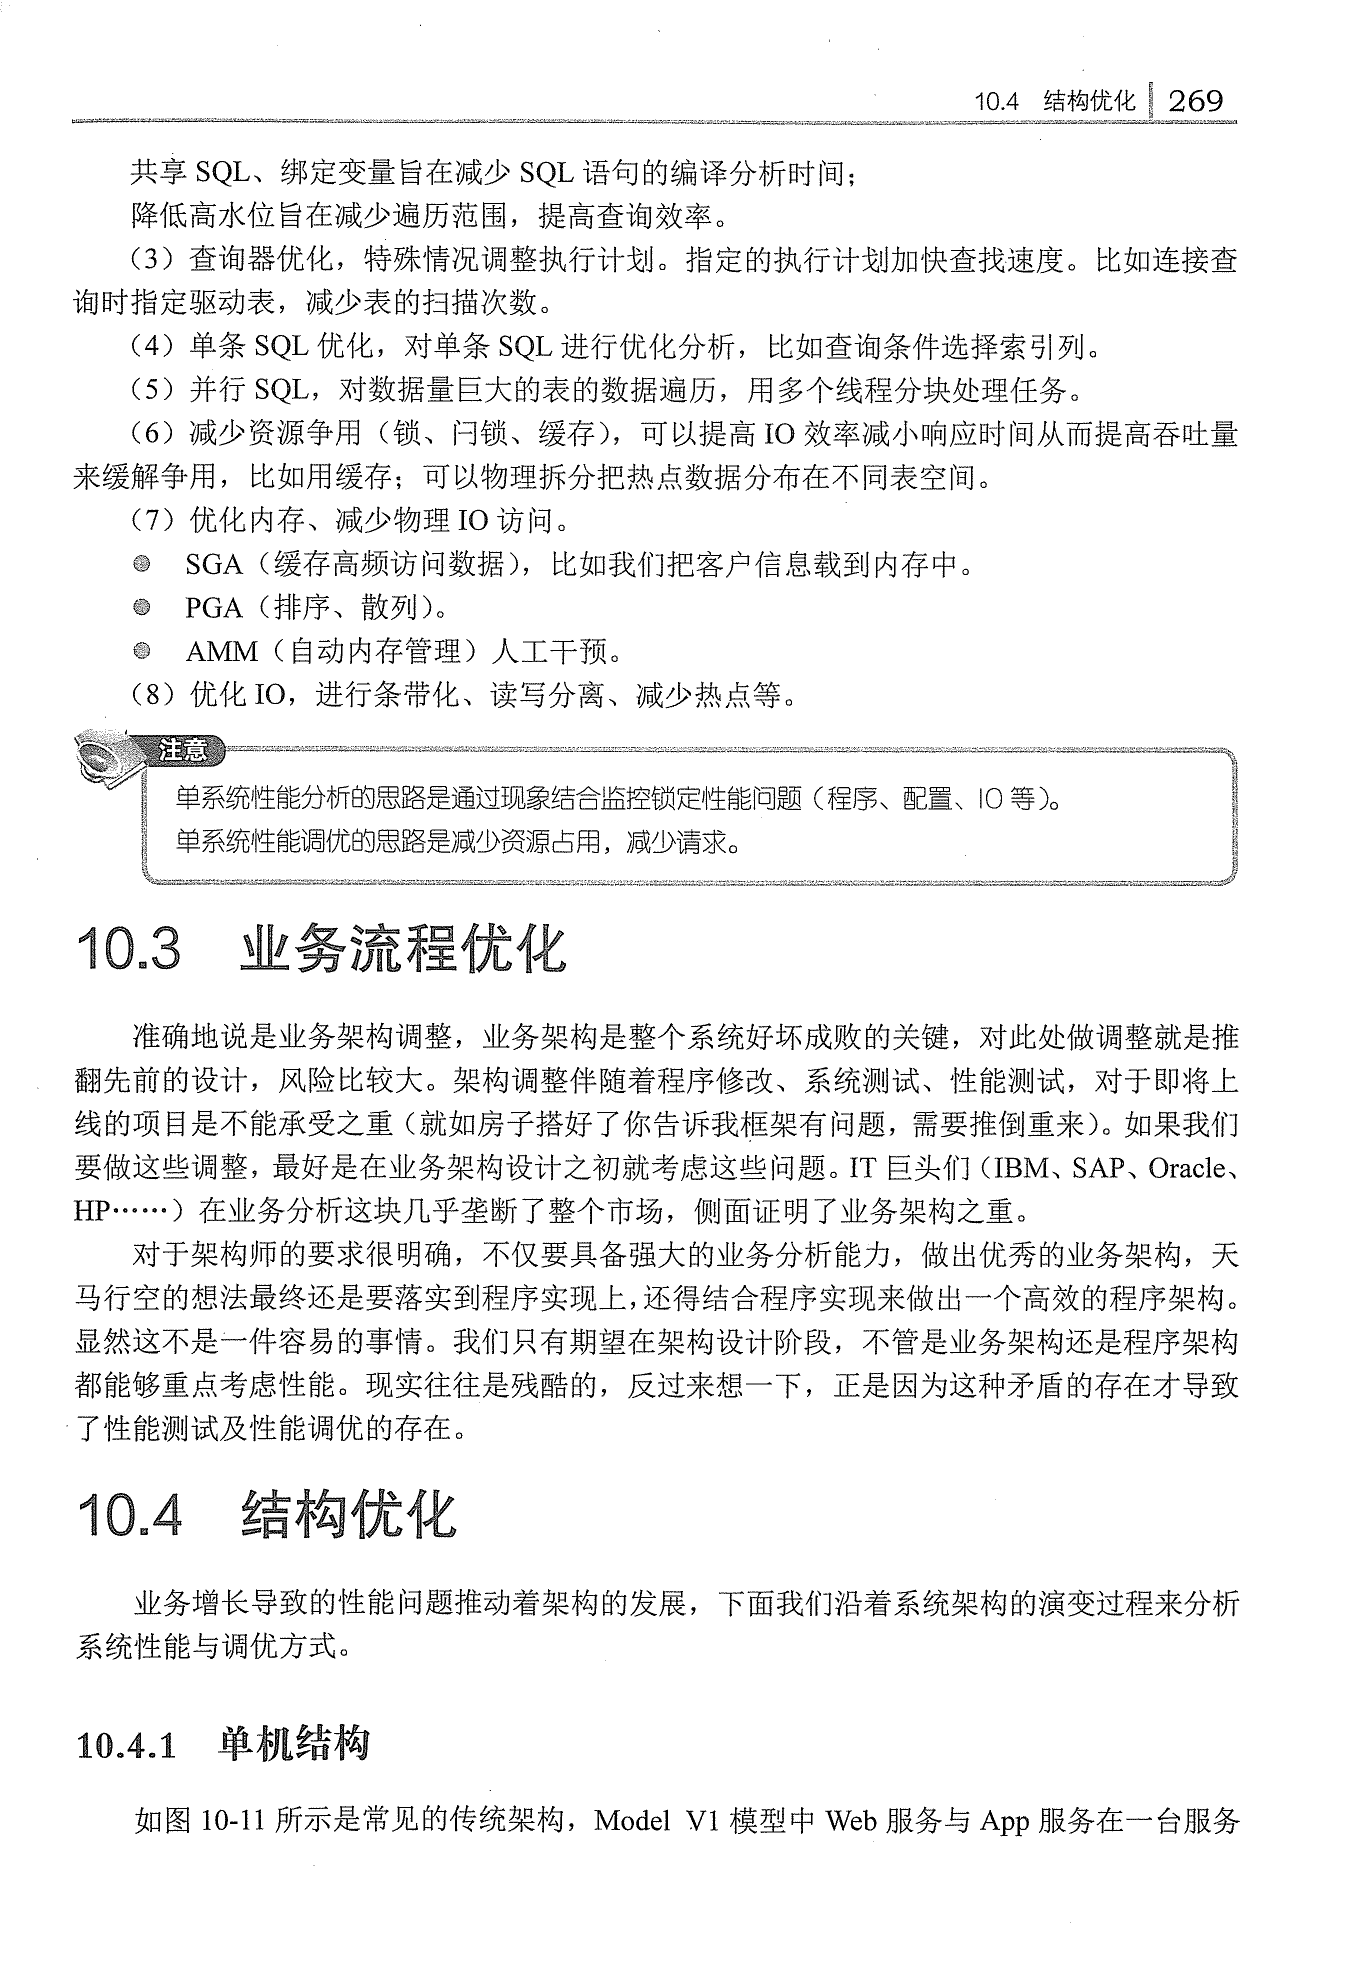 10.4 结构优化 269
共享 SQL、绑定变量旨在减少 SQL 语句的编译分析时间；
降低高水位旨在减少遍历范围，提高查询效率。
（3）查询器优化，特殊情况调整执行计划。指定的执行计划加快查找速度。比如连接查
询时指定驱动表，减少表的扫描次数。
（4）单条 SQL 优化，对单条 SQL 进行优化分析，比如查询条件选择索引列。
（5）并行 SQL，对数据量巨大的表的数据遍历，用多个线程分块处理任务。
（6）减少资源争用（锁、闩锁、缓存），可以提高 IO 效率减小响应时间从而提高吞吐量
来缓解争用，比如用缓存；可以物理拆分把热点数据分布在不同表空间。
（7）优化内存、减少物理 IO 访问。
● SGA（缓存高频访问数据），比如我们把客户信息载到内存中。
● PGA（排序、散列）。
● AMM（自动内存管理）人工干预。
（8）优化 IO，进行条带化、读写分离、减少热点等。
注意
单系统性能分析的思路是通过现象结合监控锁定性能问题（程序、配置、IO 等）。
单系统性能调优的思路是减少资源占用，减少请求。
10.3 业务流程优化
准确地说是业务架构调整，业务架构是整个系统好坏成败的关键，对此处做调整就是推
翻先前的设计，风险比较大。架构调整伴随着程序修改、系统测试、性能测试，对于即将上
线的项目是不能承受之重（就如房子搭好了你告诉我框架有问题，需要推倒重来）。如果我们
要做这些调整，最好是在业务架构设计之初就考虑这些问题。IT 巨头们（IBM、SAP、Oracle、
HP……）在业务分析这块几乎垄断了整个市场，侧面证明了业务架构之重。
对于架构师的要求很明确，不仅要具备强大的业务分析能力，做出优秀的业务架构，天
马行空的想法最终还是要落实到程序实现上，还得结合程序实现来做出一个高效的程序架构。
显然这不是一件容易的事情。我们只有期望在架构设计阶段，不管是业务架构还是程序架构
都能够重点考虑性能。现实往往是残酷的，反过来想一下，正是因为这种矛盾的存在才导致
了性能测试及性能调优的存在。
10.4 结构优化
业务增长导致的性能问题推动着架构的发展，下面我们沿着系统架构的演变过程来分析
系统性能与调优方式。
10.4.1 单机结构
如图 10-11 所示是常见的传统架构，Model V1 模型中 Web 服务与 App 服务在一台服务